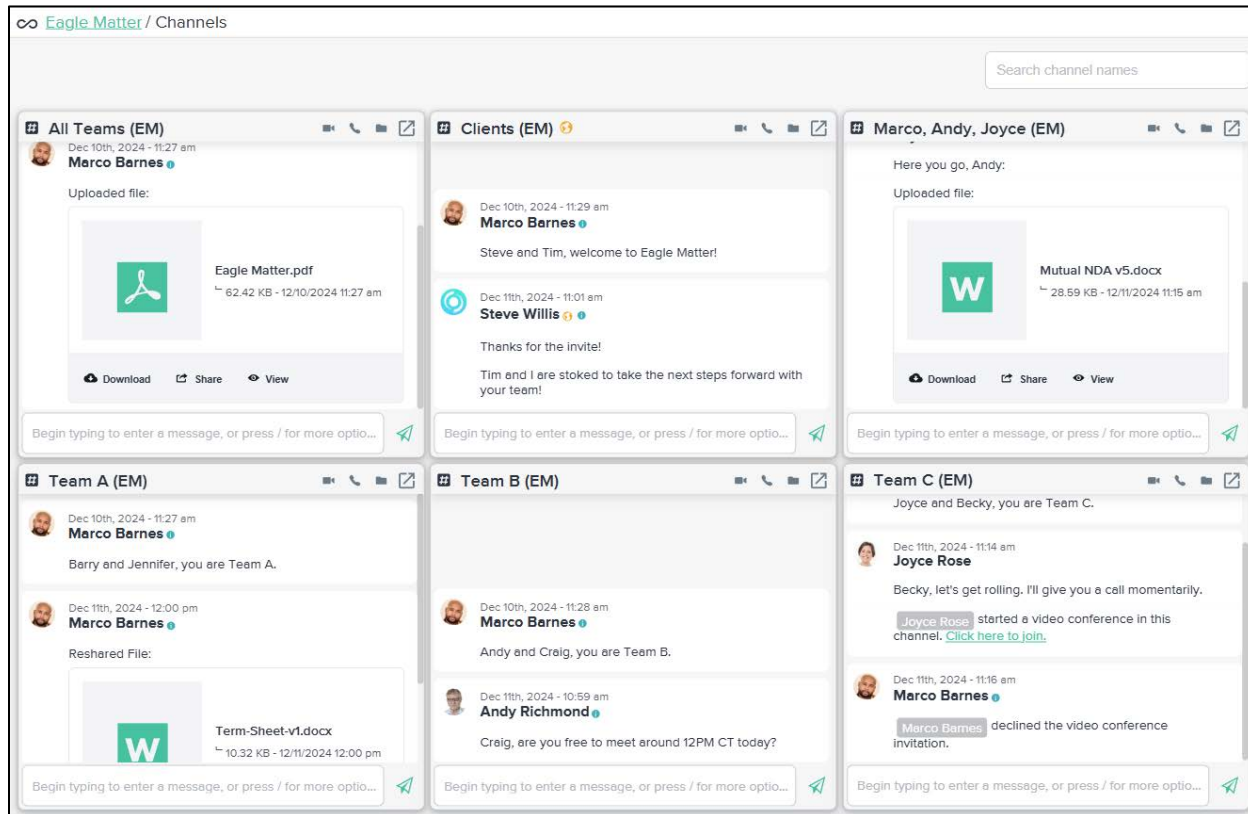 Eagle Matter / Channels
Search channel names
All Teams (EM)
Dec 10th, 2024 - 11:27 am
Marco Barnes
Uploaded file:
Eagle Matter.pdf
62.42 KB - 12/10/2024 11:27 am
Download Share View
Begin typing to enter a message, or press / for more optio...
Clients (EM)
Dec 10th, 2024 - 11:29 am
Marco Barnes
Steve and Tim, welcome to Eagle Matter!
Dec 11th, 2024 - 11:01 am
Steve Willis
Thanks for the invite!
Tim and I are stoked to take the next steps forward with
your team!
Begin typing to enter a message, or press / for more optio...
Marco, Andy, Joyce (EM)
Here you go, Andy:
Uploaded file:
W
Mutual NDA v5.docx
28.59 KB - 12/11/2024 11:15 am
Download Share View
Begin typing to enter a message, or press / for more optio...
Team A (EM)
Dec 10th, 2024 - 11:27 am
Marco Barnes
Barry and Jennifer, you are Team A.
Dec 11th, 2024 - 12:00 pm
Marco Barnes
Reshared File:
W
Term-Sheet-v1.docx
10.32 KB - 12/11/2024 12:00 pm
Begin typing to enter a message, or press / for more optio...
Team B (EM)
Dec 10th, 2024 - 11:28 am
Marco Barnes
Andy and Craig, you are Team B.
Dec 11th, 2024 - 10:59 am
Andy Richmond
Craig, are you free to meet around 12PM CT today?
Begin typing to enter a message, or press / for more optio...
Team C (EM)
Joyce and Becky, you are Team C.
Dec 11th, 2024 - 11:14 am
Joyce Rose
Becky, let's get rolling. I'll give you a call momentarily.
Joyce Rose started a video conference in this
channel. Click here to join.
Dec 11th, 2024 - 11:16 am
Marco Barnes
Marco Barnes declined the video conference
invitation.
Begin typing to enter a message, or press / for more optio...